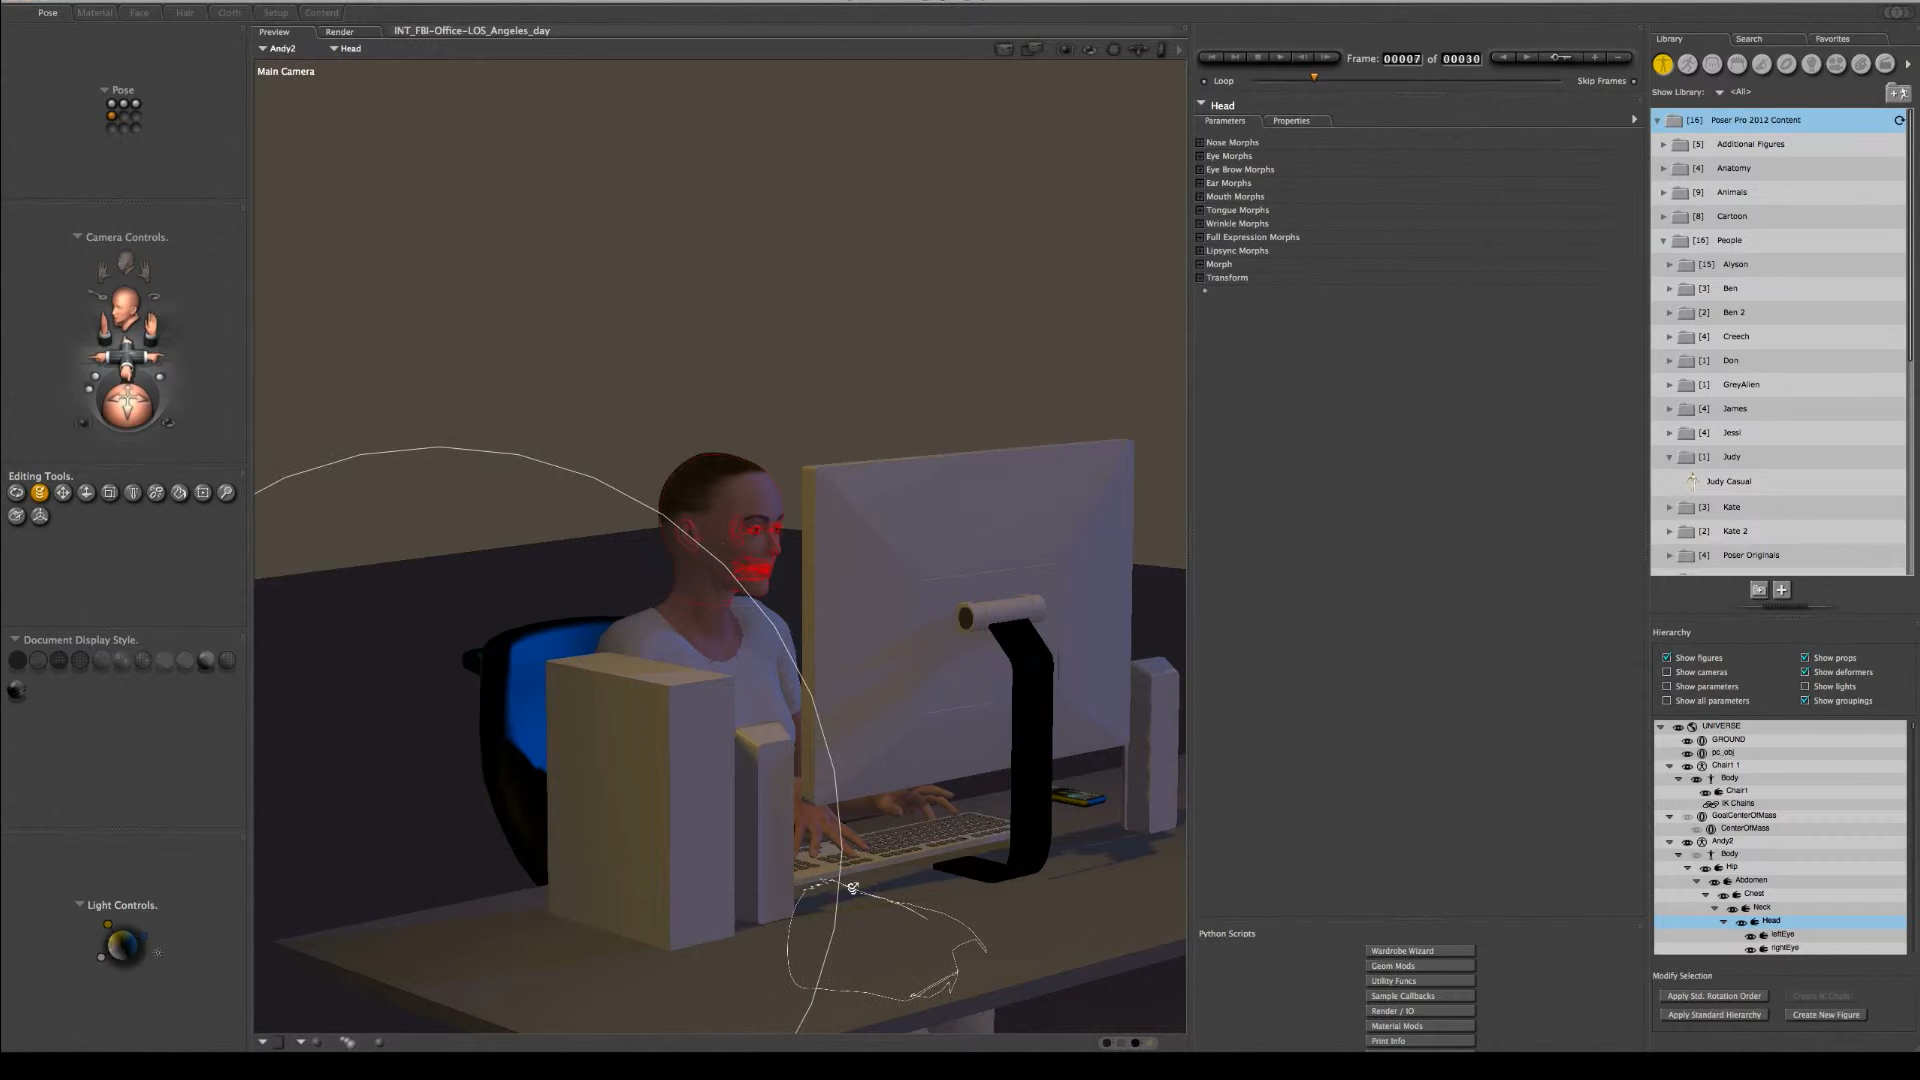 Pose
Material
Face
Hair
Cloth
Setup
Content
Preview
Render
INT_FBI-Office-LOS_Angeles_day
Andy2
Head
Main Camera
Pose
Camera Controls.
Editing Tools.
Document Display Style.
Light Controls.
Frame: 00007 of 00030
Loop
Skip Frames
Head
Parameters
Properties
Nose Morphs
Eye Morphs
Eye Brow Morphs
Ear Morphs
Mouth Morphs
Tongue Morphs
Wrinkle Morphs
Full Expression Morphs
Lipsync Morphs
Morph
Transform
Python Scripts
Wardrobe Wizard
Geom Mods
Utility Funcs
Sample Callbacks
Render / IO
Material Mods
Print Info
Library
Search
Favorites
Show Library: <All>
[16] Poser Pro 2012 Content
[5] Additional Figures
[4] Anatomy
[9] Animals
[8] Cartoon
[16] People
[15] Alyson
[3] Ben
[2] Ben 2
[4] Creech
[1] Don
[1] GreyAlien
[4] James
[4] Jessi
[1] Judy
Judy Casual
[3] Kate
[2] Kate 2
[4] Poser Originals
Hierarchy
Show figures
Show props
Show cameras
Show deformers
Show parameters
Show lights
Show all parameters
Show groupings
UNIVERSE
GROUND
pc_obj
Chair1 1
Body
Chair1
IK Chains
GoalCenterOfMass
CenterOfMass
Andy2
Body
Hip
Abdomen
Chest
Neck
Head
leftEye
rightEye
Modify Selection
Apply Std. Rotation Order
Create IK Chain
Apply Standard Hierarchy
Create New Figure